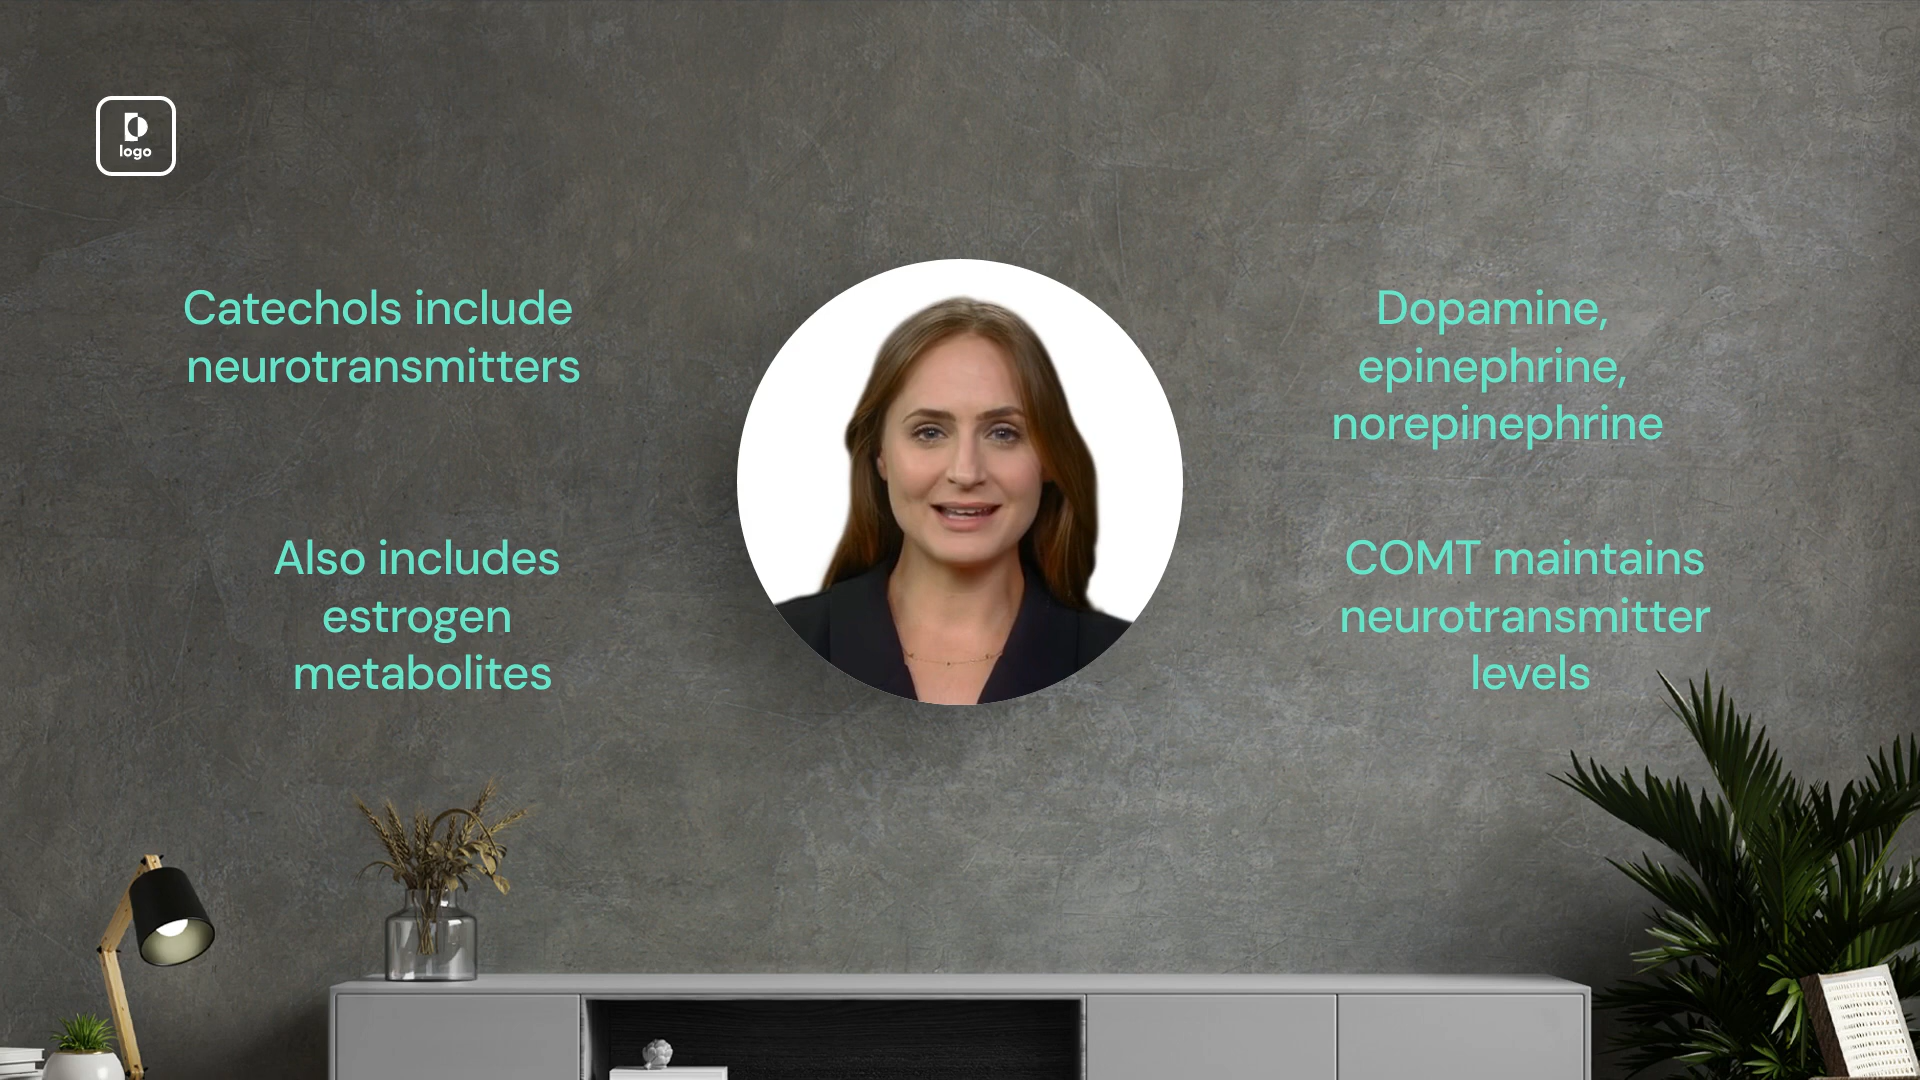 logo
Catechols include
neurotransmitters
Dopamine,
epinephrine,
norepinephrine
Also includes
estrogen
metabolites
COMT maintains
neurotransmitter
levels